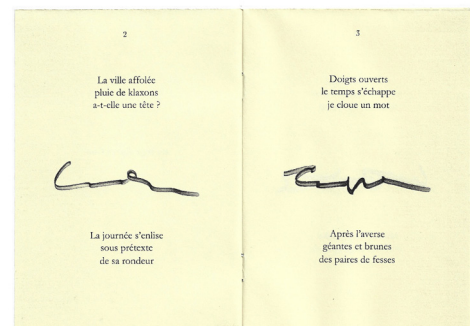 2
La ville affolée
pluie de klaxons
a-t-elle une tête ?
La journée s'enlise
sous prétexte
de sa rondeur
3
Doigts ouverts
le temps s'échappe
je cloue un mot
Après l'averse
géantes et brunes
des paires de fesses